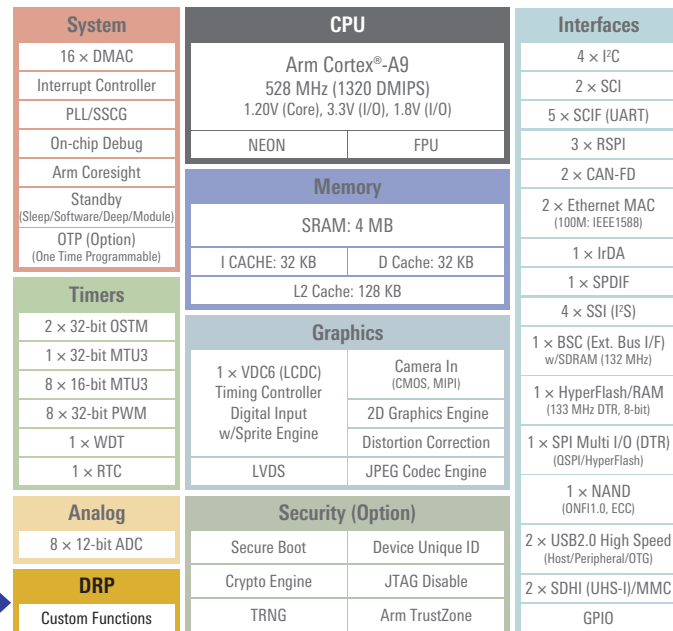 System
16 × DMAC
Interrupt Controller
PLL/SSCG
On-chip Debug
Arm Coresight
Standby
(Sleep/Software/Deep/Module)
OTP (Option)
(One Time Programmable)
Timers
2 × 32-bit OSTM
1 × 32-bit MTU3
8 × 16-bit MTU3
8 × 32-bit PWM
1 × WDT
1 × RTC
Analog
8 × 12-bit ADC
DRP
Custom Functions
CPU
Arm Cortex®-A9
528 MHz (1320 DMIPS)
1.20V (Core), 3.3V (I/O), 1.8V (I/O)
NEON
FPU
Memory
SRAM: 4 MB
I CACHE: 32 KB
D Cache: 32 KB
L2 Cache: 128 KB
Graphics
1 × VDC6 (LCDC)
Timing Controller
Digital Input
w/Sprite Engine
LVDS
Camera In
(CMOS, MIPI)
2D Graphics Engine
Distortion Correction
JPEG Codec Engine
Security (Option)
Secure Boot
Device Unique ID
Crypto Engine
JTAG Disable
TRNG
Arm TrustZone
Interfaces
4 × I²C
2 × SCI
5 × SCIF (UART)
3 × RSPI
2 × CAN-FD
2 × Ethernet MAC
(100M: IEEE1588)
1 × IrDA
1 × SPDIF
4 × SSI (I²S)
1 × BSC (Ext. Bus I/F)
w/SDRAM (132 MHz)
1 × HyperFlash/RAM
(133 MHz DTR, 8-bit)
1 × SPI Multi I/O (DTR)
(QSPI/HyperFlash)
1 × NAND
(ONFI1.0, ECC)
2 × USB2.0 High Speed
(Host/Peripheral/OTG)
2 × SDHI (UHS-I)/MMC
GPIO